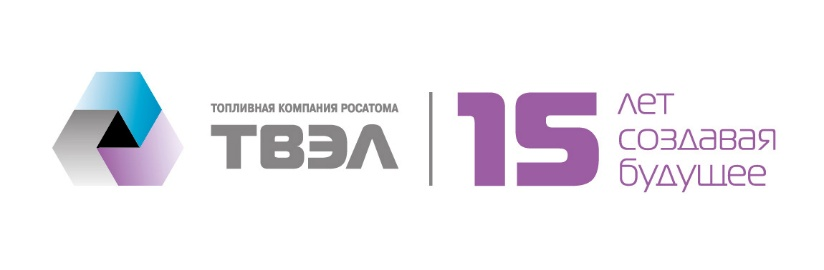 ТОПЛИВНАЯ КОМПАНИЯ РОСАТОМА
ТВЭЛ
15
лет
создавая
будущее